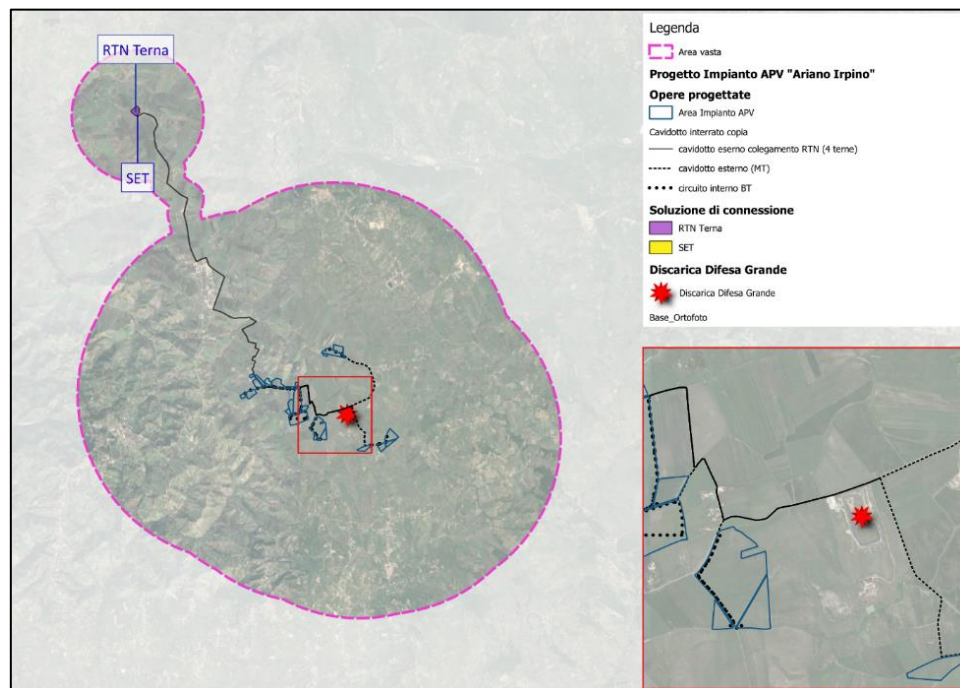 RTN Terna
SET
Legenda
Area vasta
Progetto Impianto APV "Ariano Irpino"
Opere progettate
Area Impianto APV
Cavidotto interrato copia
cavidotto eserno colegamento RTN (4 terne)
cavidotto esterno (MT)
circuito interno BT
Soluzione di connessione
RTN Terna
SET
Discarica Difesa Grande
Discarica Difesa Grande
Base_Ortofoto